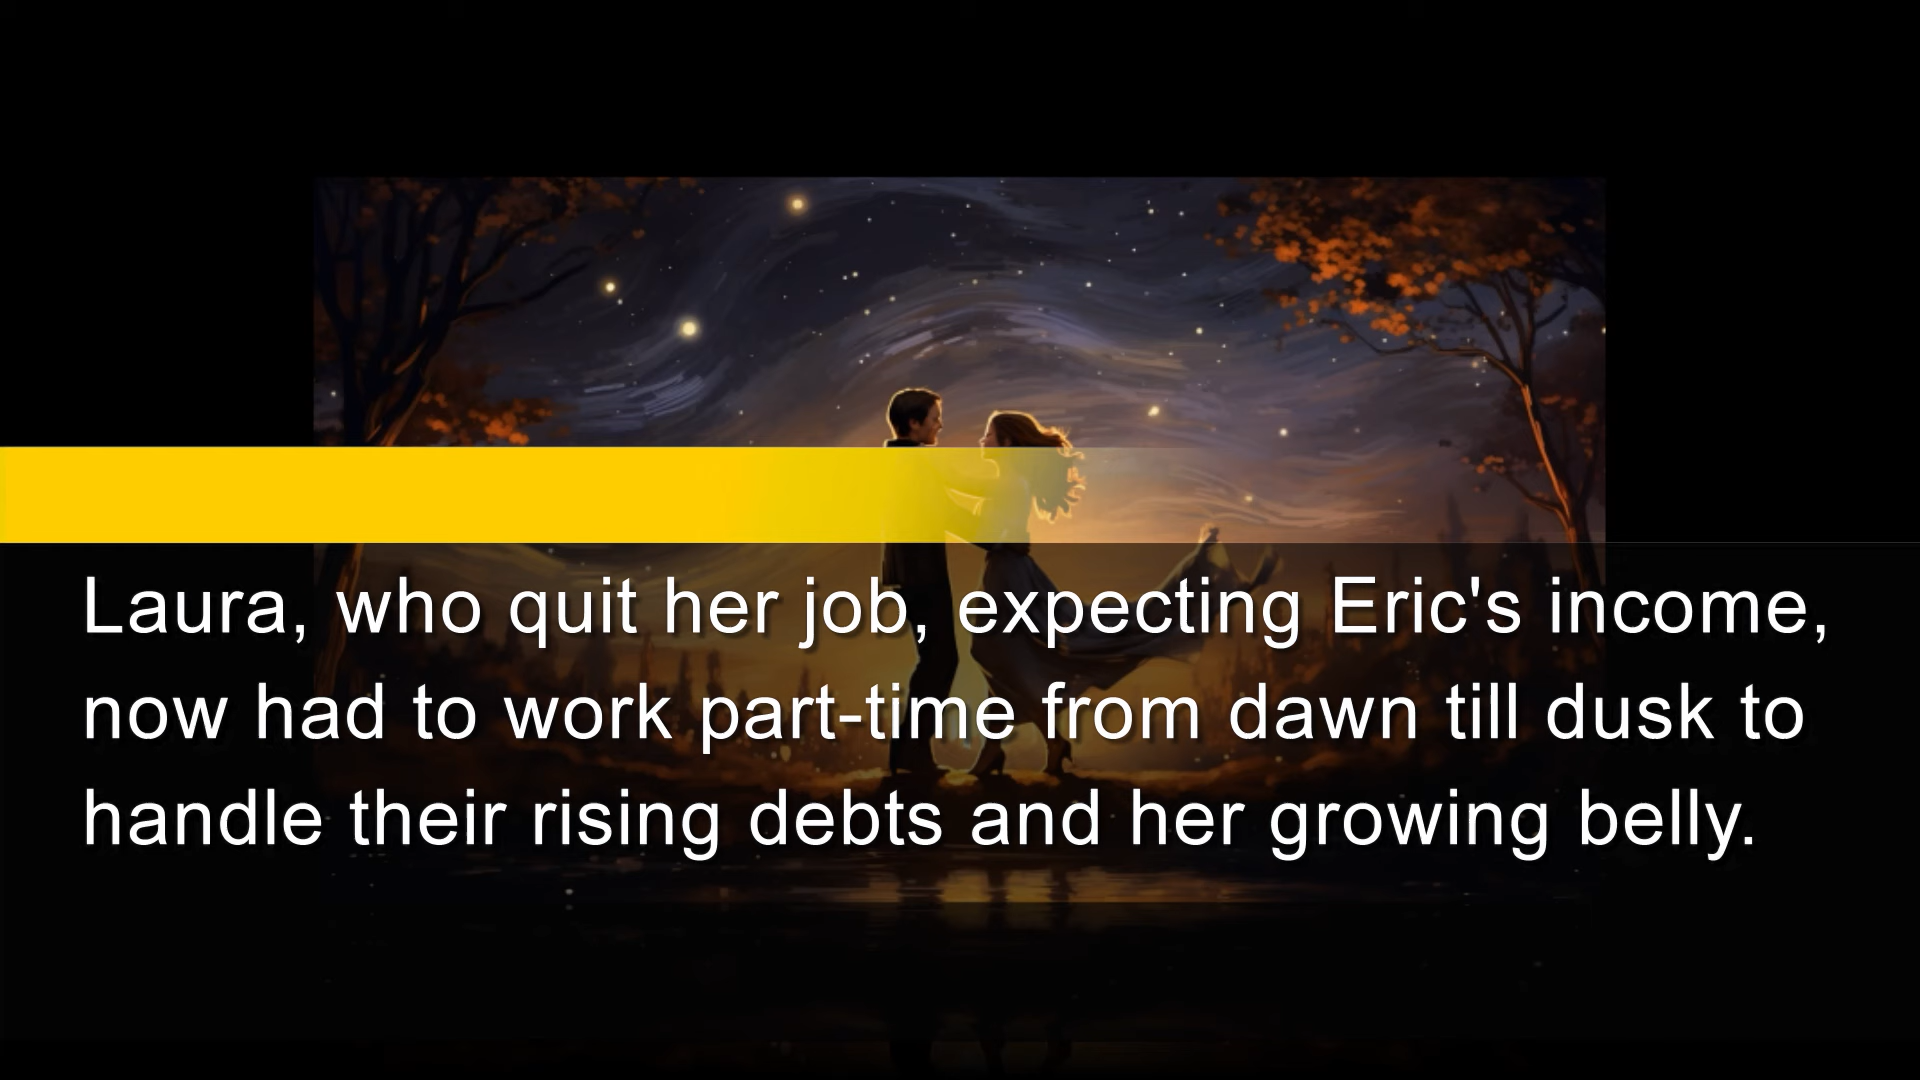 Laura, who quit her job, expecting Eric's income,
now had to work part-time from dawn till dusk to
handle their rising debts and her growing belly.